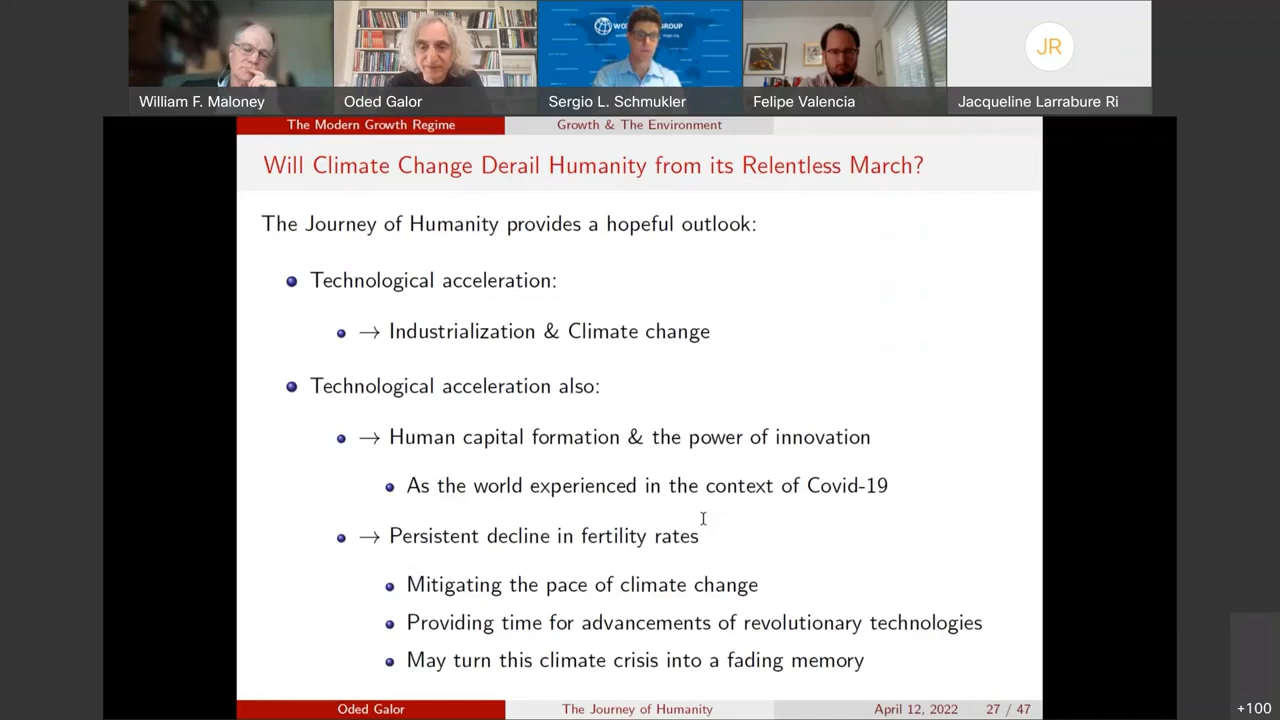 WO
GROUP
William F. Maloney
Oded Galor
Sergio L. Schmukler
Felipe Valencia
JR
Jacqueline Larrabure Ri
The Modern Growth Regime
Growth & The Environment
Will Climate Change Derail Humanity from its Relentless March?
The Journey of Humanity provides a hopeful outlook:
Technological acceleration:
→ Industrialization & Climate change
Technological acceleration also:
→ Human capital formation & the power of innovation
As the world experienced in the context of Covid-19
→ Persistent decline in fertility rates
Mitigating the pace of climate change
Providing time for advancements of revolutionary technologies
May turn this climate crisis into a fading memory
Oded Galor
The Journey of Humanity
April 12, 2022
27 / 47
+100